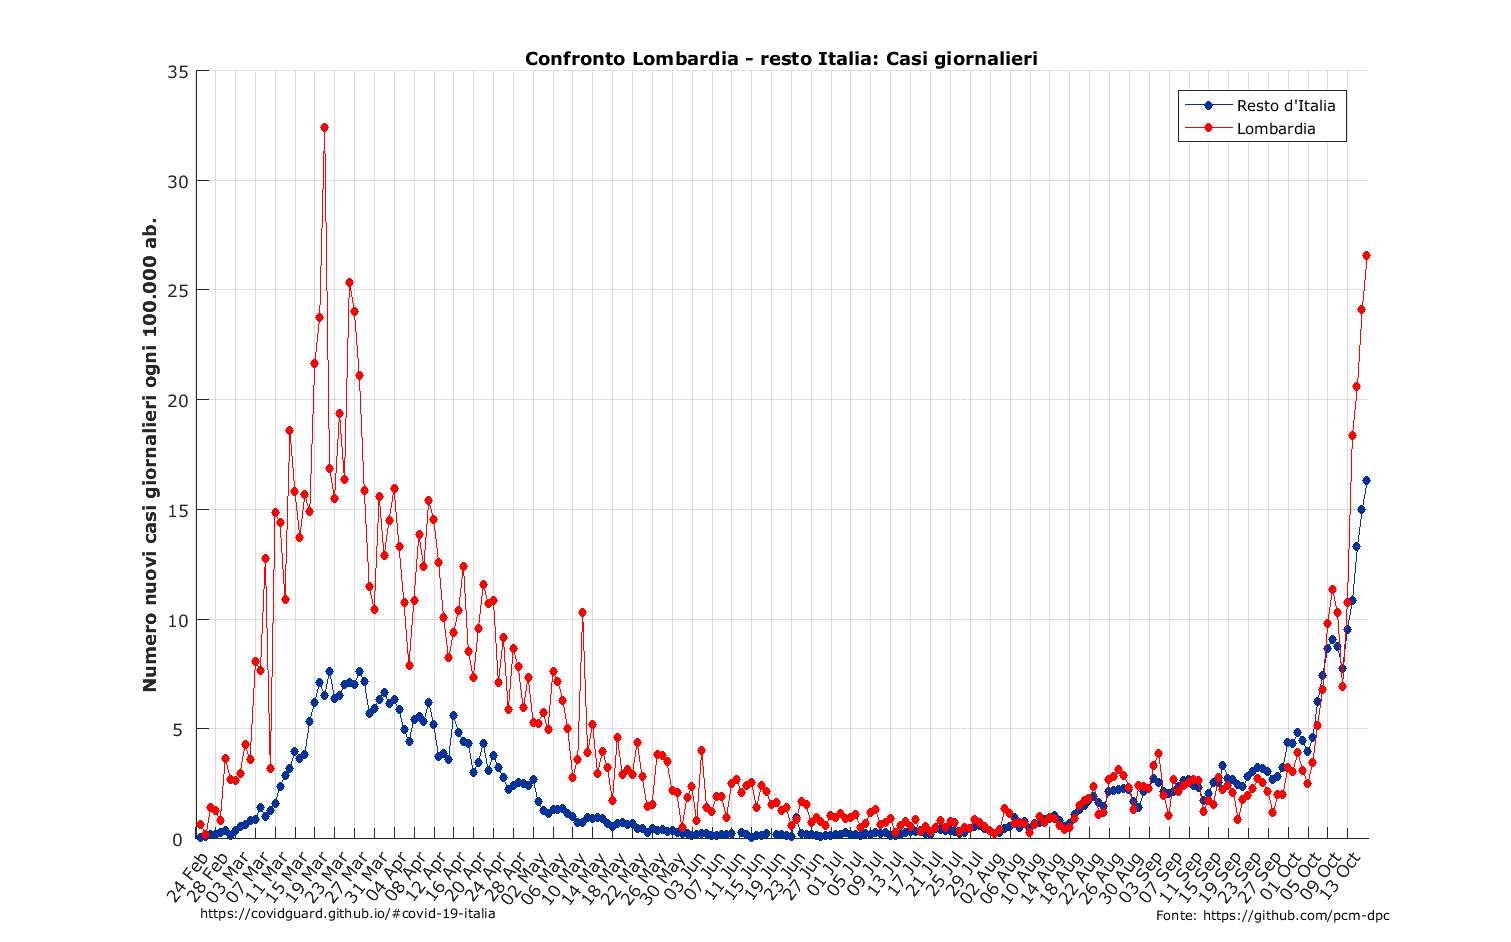 Confronto Lombardia - resto Italia: Casi giornalieri
Numero nuovi casi giornalieri ogni 100.000 ab.
35
30
25
20
15
10
5
0
Resto d'Italia
Lombardia
24 Feb
28 Feb
03 Mar
07 Mar
11 Mar
15 Mar
19 Mar
23 Mar
27 Mar
31 Mar
04 Apr
08 Apr
12 Apr
16 Apr
20 Apr
24 Apr
28 Apr
02 May
06 May
10 May
14 May
18 May
22 May
26 May
30 May
03 Jun
07 Jun
11 Jun
15 Jun
19 Jun
23 Jun
27 Jun
01 Jul
05 Jul
09 Jul
13 Jul
17 Jul
21 Jul
25 Jul
29 Jul
02 Aug
06 Aug
10 Aug
14 Aug
18 Aug
22 Aug
26 Aug
30 Aug
03 Sep
07 Sep
11 Sep
15 Sep
19 Sep
23 Sep
27 Sep
01 Oct
05 Oct
09 Oct
13 Oct
https://covidguard.github.io/#covid-19-italia
Fonte: https://github.com/pcm-dpc